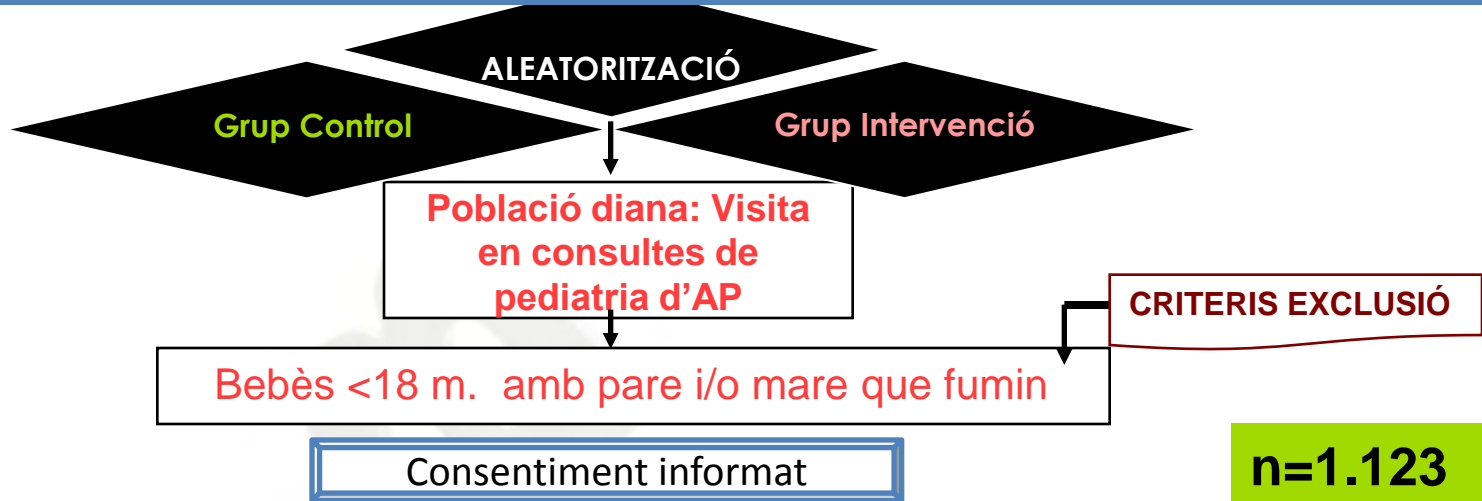 ALEATORITZACIÓ
Grup Control
Grup Intervenció
Població diana: Visita
en consultes de
pediatria d’AP
CRITERIS EXCLUSIÓ
Bebès <18 m. amb pare i/o mare que fumin
Consentiment informat
n=1.123